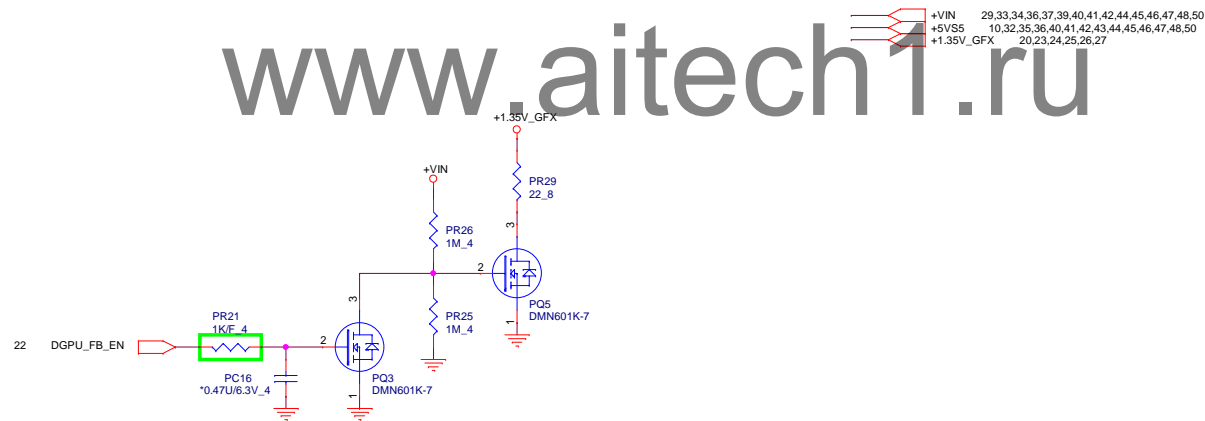 +VIN 29,33,34,36,37,39,40,41,42,44,45,46,47,48,50
+5VS5 10,32,35,36,40,41,42,43,44,45,46,47,48,50
+1.35V_GFX 20,23,24,25,26,27
www.aitech1.ru
+1.35V_GFX
+VIN
PR29
22_8
3
PR26
1M_4
2
3
PQ5
DMN601K-7
1
PR21
1K/F_4
PR25
1M_4
22 DGPU_FB_EN
2
PC16
*0.47U/6.3V_4
PQ3
DMN601K-7
1